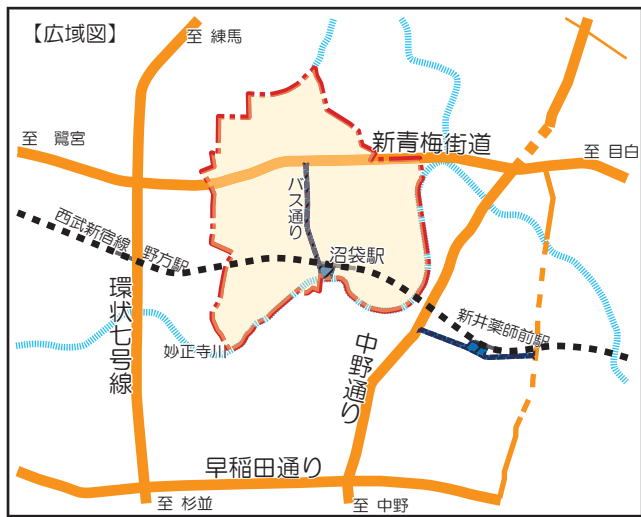 【広域図】
至 練馬
至 鷺宮
新青梅街道
至 目白
バス通り
西武新宿線
野方駅
沼袋駅
環状七号線
妙正寺川
中野通り
新井薬師前駅
早稲田通り
至 杉並
至 中野